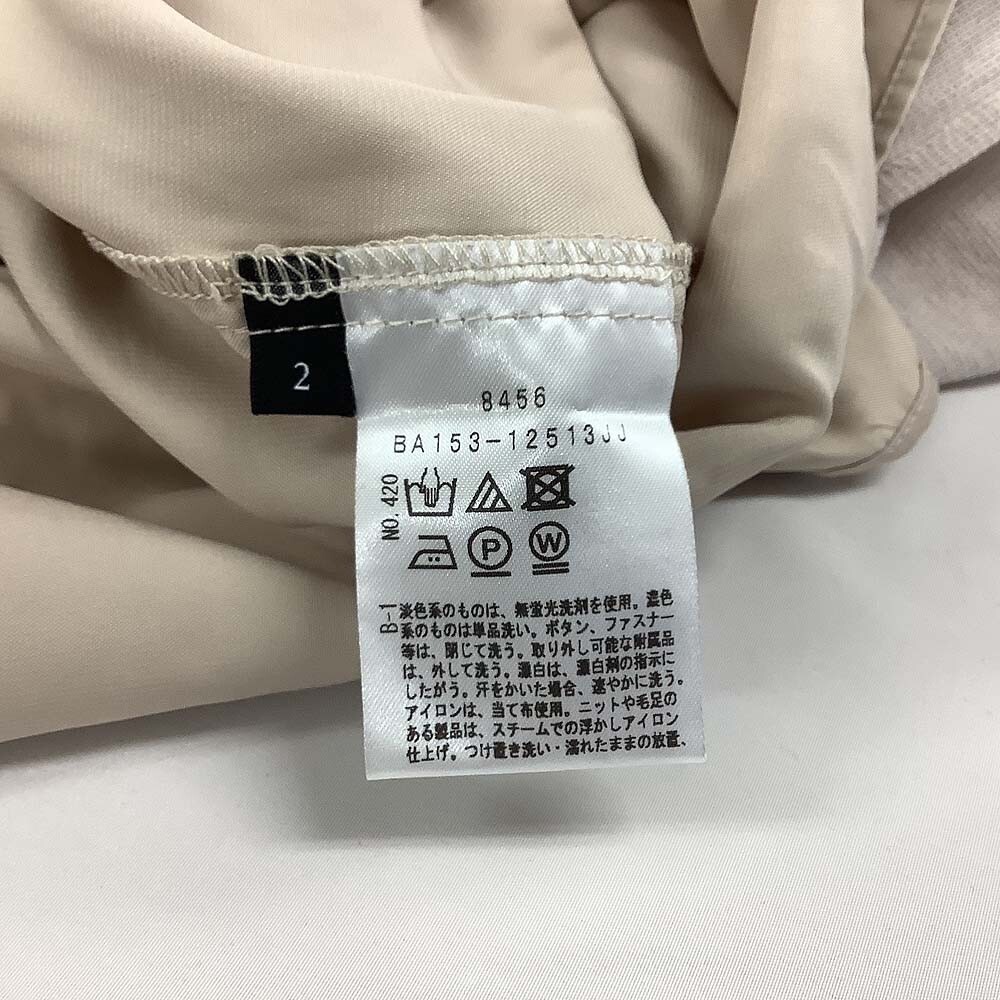 2
8456
BA153-12513JJ
NO. 420
P
W
B-1
淡色系のものは、無蛍光洗剤を使用。濃色
系のものは単品洗い。ボタン、ファスナー
等は、閉じて洗う。取り外し可能な附属品
は、外して洗う。漂白は、漂白剤の指示に
したがう。汗をかいた場合、速やかに洗う。
アイロンは、当て布使用。ニットや毛足の
ある製品は、スチームでの浮かしアイロン
仕上げ。つけ置き洗い・濡れたままの放置、